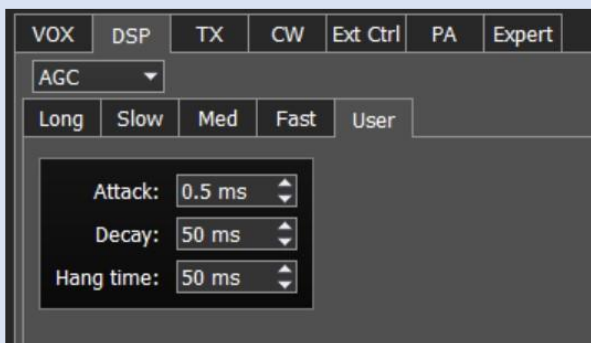 VOX DSP TX CW Ext Ctrl PA Expert
AGC
Long Slow Med Fast User
Attack: 0.5 ms
Decay: 50 ms
Hang time: 50 ms